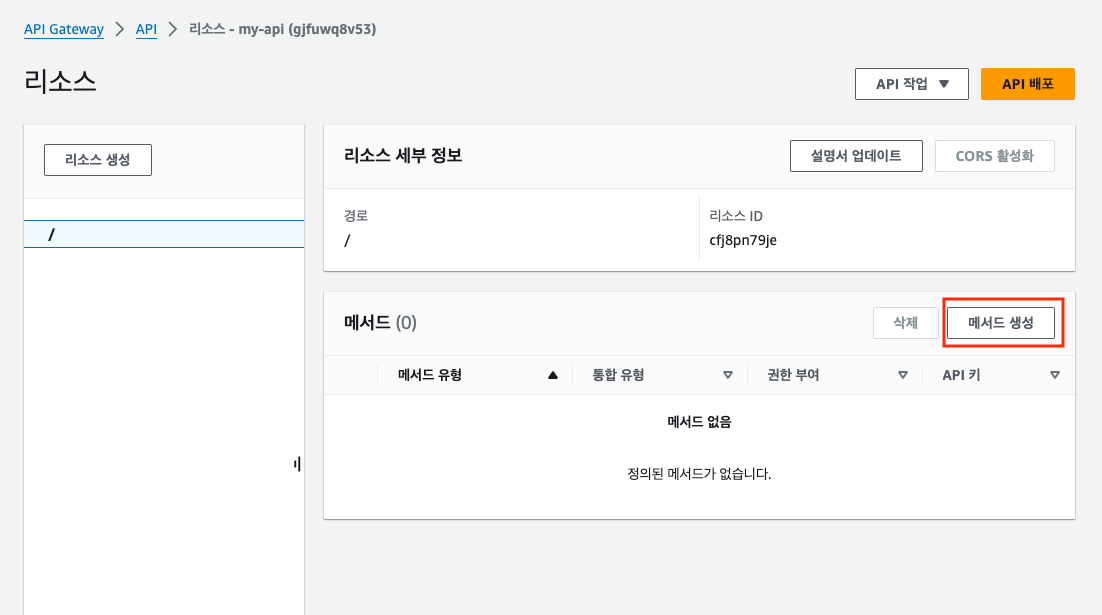 API Gateway > API > 리소스 - my-api (gjfuwq8v53)
리소스
API 작업 ▼
API 배포
리소스 생성
/
리소스 세부 정보
설명서 업데이트
CORS 활성화
경로
/
리소스 ID
cfj8pn79je
메서드 (0)
삭제
메서드 생성
메서드 유형 ▲ 통합 유형 ▽ 권한 부여 ▽ API 키 ▽
메서드 없음
정의된 메서드가 없습니다.